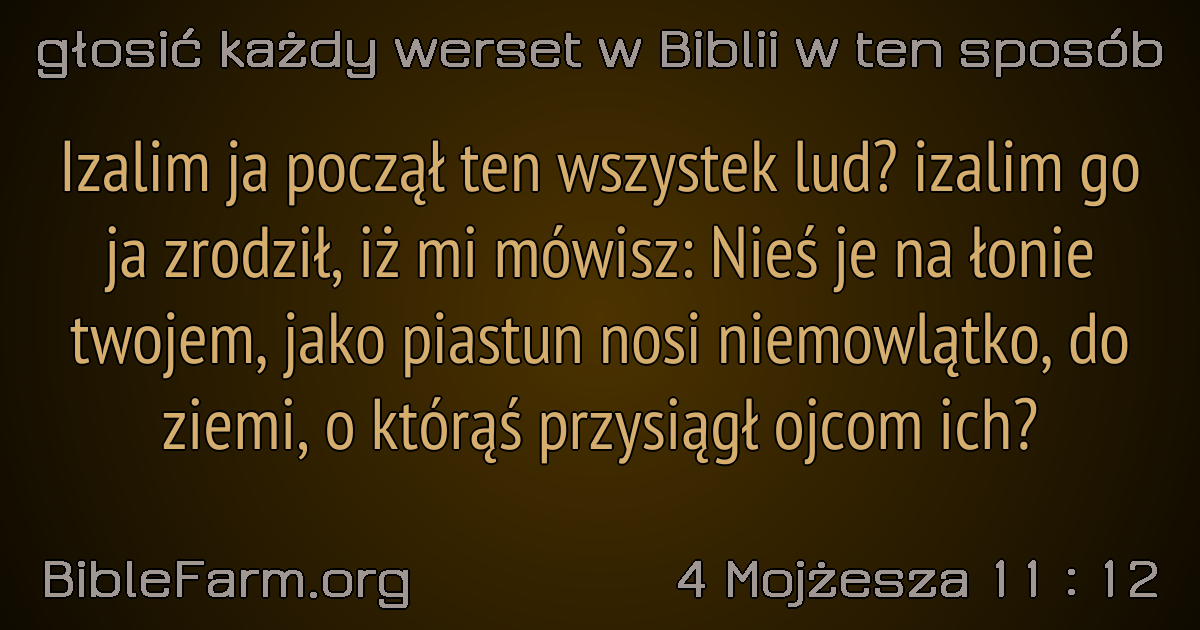 głosić każdy werset w Biblii w ten sposób
Izalim ja począł ten wszystek lud? izalim go
ja zrodził, iż mi mówisz: Nieś je na łonie
twojem, jako piastun nosi niemowlątko, do
ziemi, o którąś przysiągł ojcom ich?
BibleFarm.org
4 Mojżesza 11 : 12